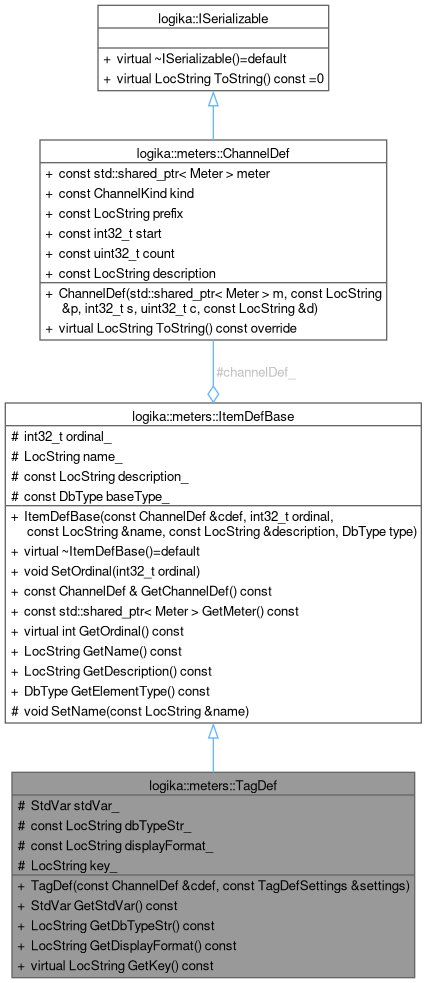 logika::ISerializable
+ virtual ~ISerializable()=default
+ virtual LocString ToString() const =0
logika::meters::ChannelDef
+ const std::shared_ptr< Meter > meter
+ const ChannelKind kind
+ const LocString prefix
+ const int32_t start
+ const uint32_t count
+ const LocString description
+ ChannelDef(std::shared_ptr< Meter > m, const LocString
&p, int32_t s, uint32_t c, const LocString &d)
+ virtual LocString ToString() const override
#channelDef_
logika::meters::ItemDefBase
# int32_t ordinal_
# LocString name_
# const LocString description_
# const DbType baseType_
+ ItemDefBase(const ChannelDef &cdef, int32_t ordinal,
const LocString &name, const LocString &description, DbType type)
+ virtual ~ItemDefBase()=default
+ void SetOrdinal(int32_t ordinal)
+ const ChannelDef & GetChannelDef() const
+ const std::shared_ptr< Meter > GetMeter() const
+ virtual int GetOrdinal() const
+ LocString GetName() const
+ LocString GetDescription() const
+ DbType GetElementType() const
# void SetName(const LocString &name)
logika::meters::TagDef
# StdVar stdVar_
# const LocString dbTypeStr_
# const LocString displayFormat_
# LocString key_
+ TagDef(const ChannelDef &cdef, const TagDefSettings &settings)
+ StdVar GetStdVar() const
+ LocString GetDbTypeStr() const
+ LocString GetDisplayFormat() const
+ virtual LocString GetKey() const